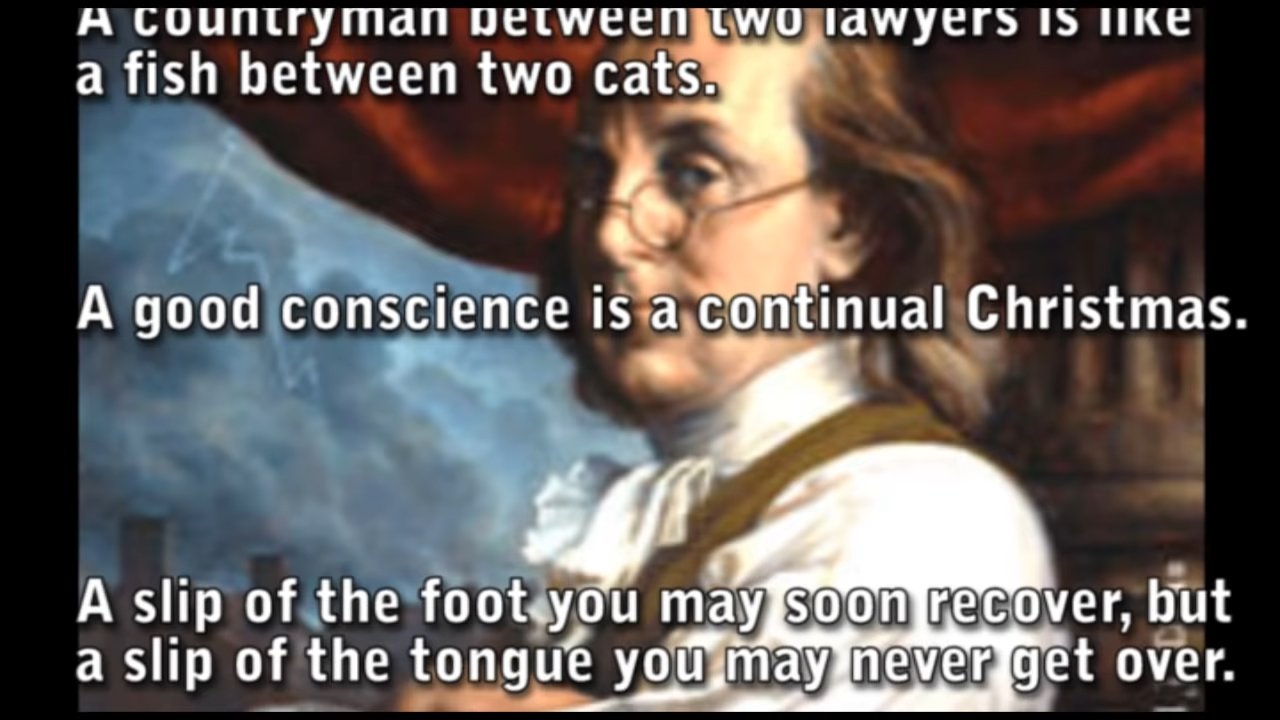 A countryman between two lawyers is like
a fish between two cats.
A good conscience is a continual Christmas.
A slip of the foot you may soon recover, but
a slip of the tongue you may never get over.